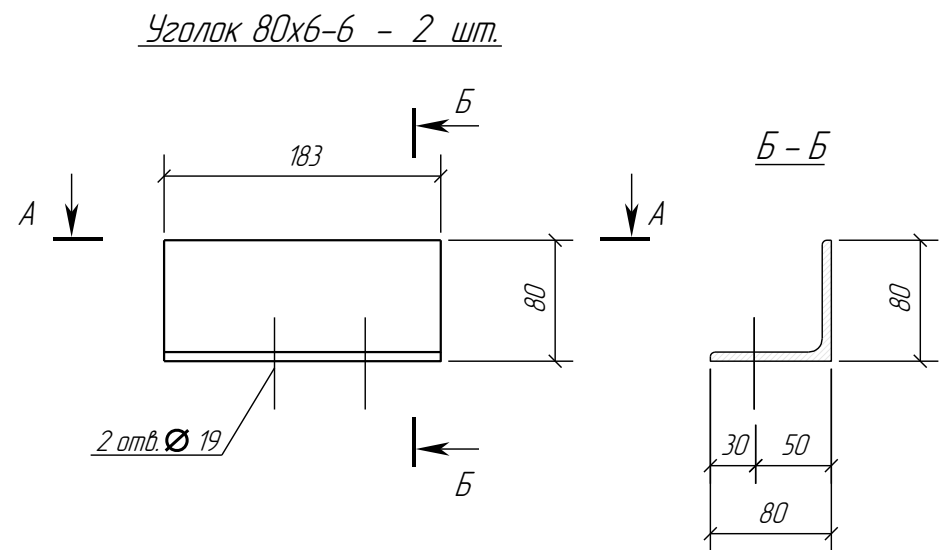 Уголок 80х6-6 - 2 шт.
Б
183
Б - Б
А
А
80
80
2 отв. Ø 19
30
50
Б
80